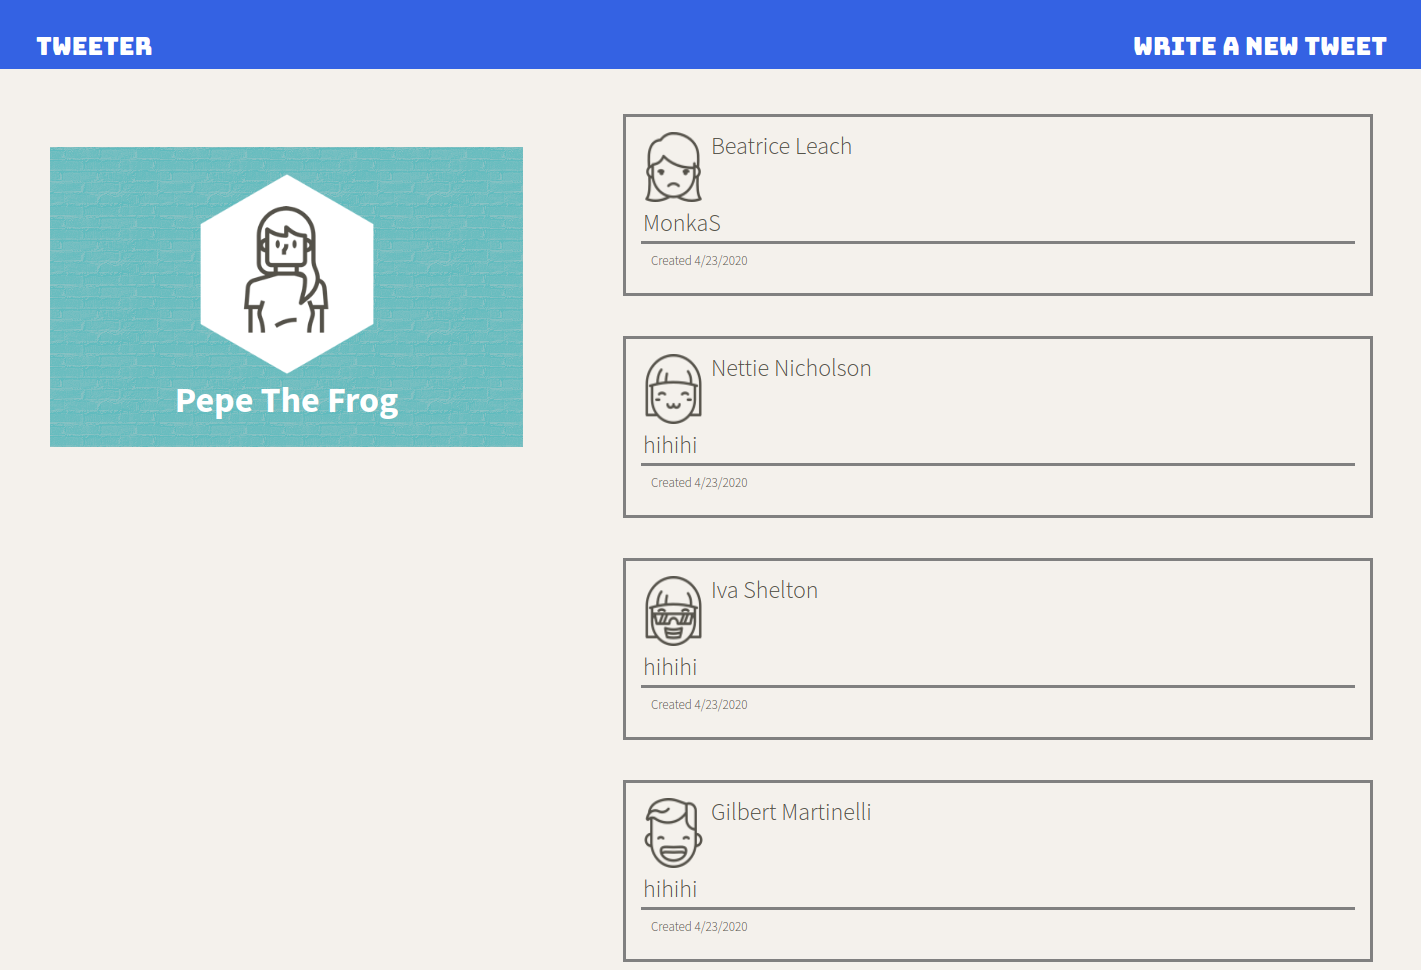 TWEETER
WRITE A NEW TWEET
Pepe The Frog
Beatrice Leach
MonkaS
Created 4/23/2020
Nettie Nicholson
hihihi
Created 4/23/2020
Iva Shelton
hihihi
Created 4/23/2020
Gilbert Martinelli
hihihi
Created 4/23/2020